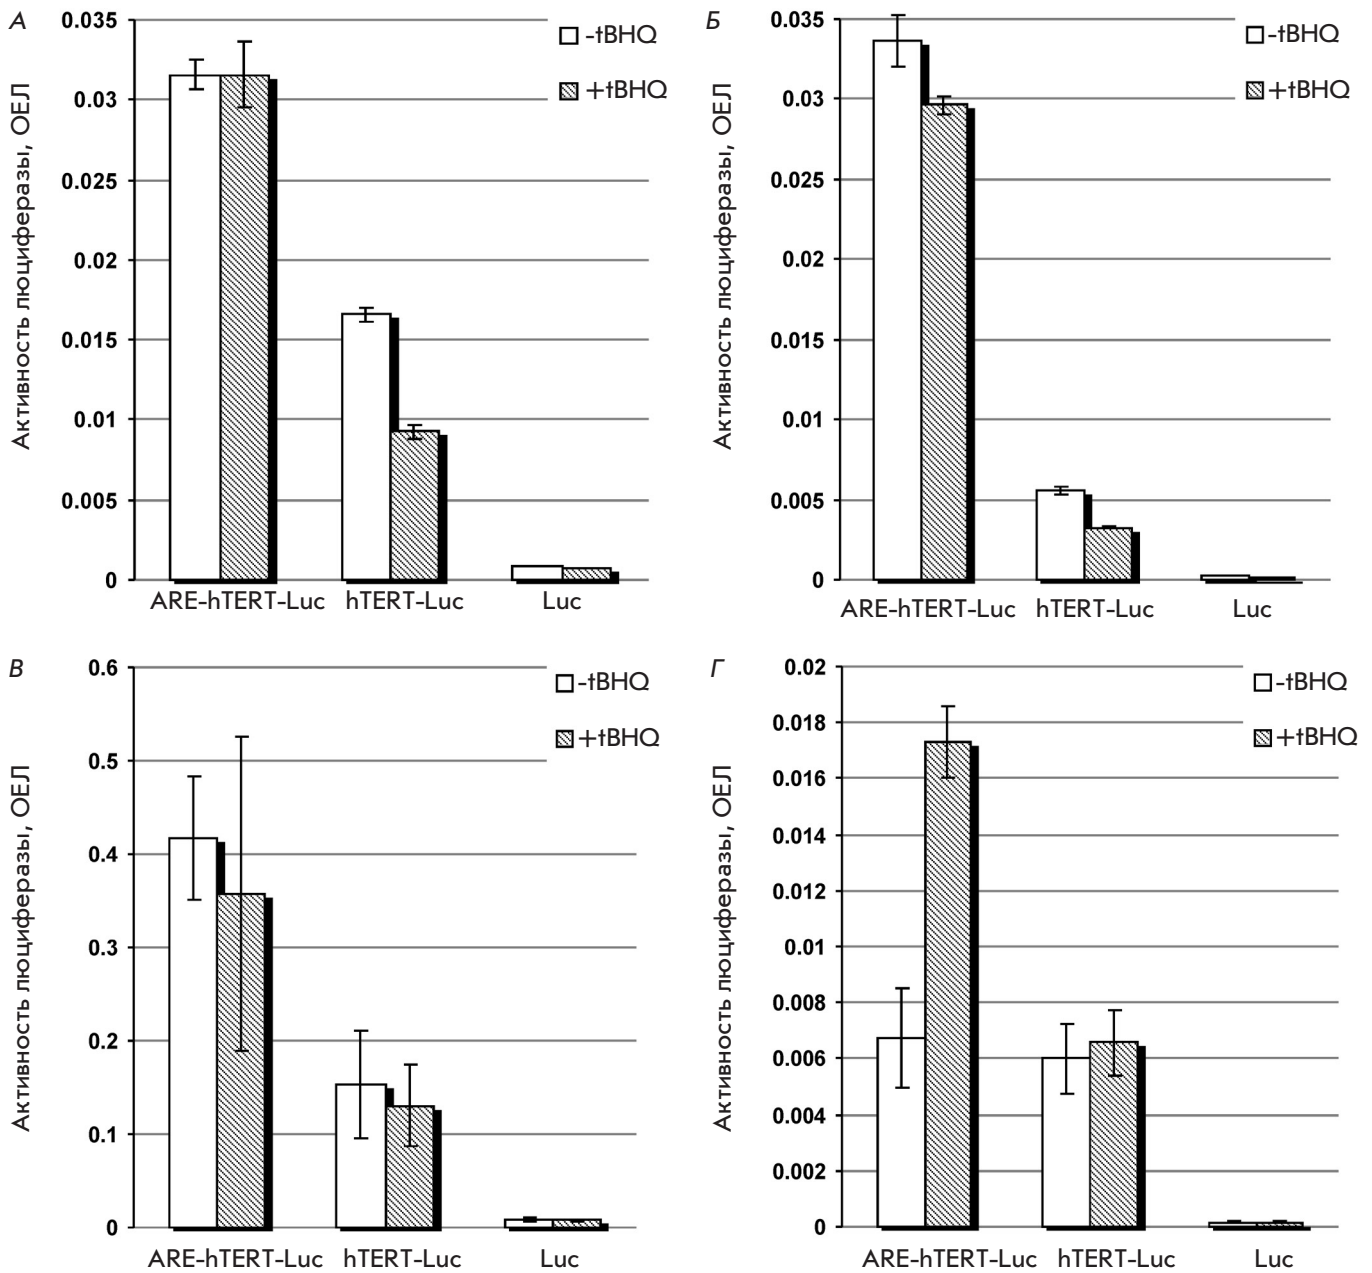 А
Активность люциферазы, ОЕЛ
0.035
0.03
0.025
0.02
0.015
0.01
0.005
0
-tBHQ
+tBHQ
ARE-hTERT-Luc hTERT-Luc Luc
Б
Активность люциферазы, ОЕЛ
0.035
0.03
0.025
0.02
0.015
0.01
0.005
0
-tBHQ
+tBHQ
ARE-hTERT-Luc hTERT-Luc Luc
В
Активность люциферазы, ОЕЛ
0.6
0.5
0.4
0.3
0.2
0.1
0
-tBHQ
+tBHQ
ARE-hTERT-Luc hTERT-Luc Luc
Г
Активность люциферазы, ОЕЛ
0.02
0.018
0.016
0.014
0.012
0.01
0.008
0.006
0.004
0.002
0
-tBHQ
+tBHQ
ARE-hTERT-Luc hTERT-Luc Luc